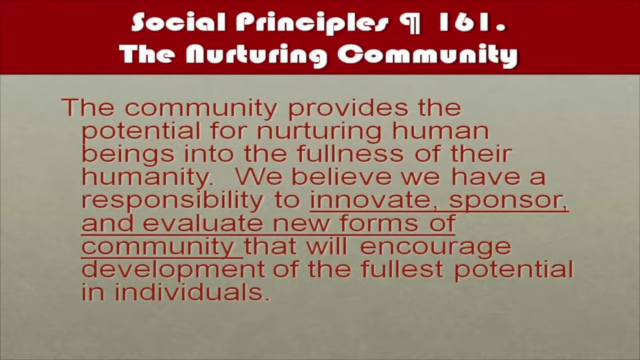 Social Principles ¶ 161.
The Nurturing Community
The community provides the
potential for nurturing human
beings into the fullness of their
humanity. We believe we have a
responsibility to innovate, sponsor,
and evaluate new forms of
community that will encourage
development of the fullest potential
in individuals.